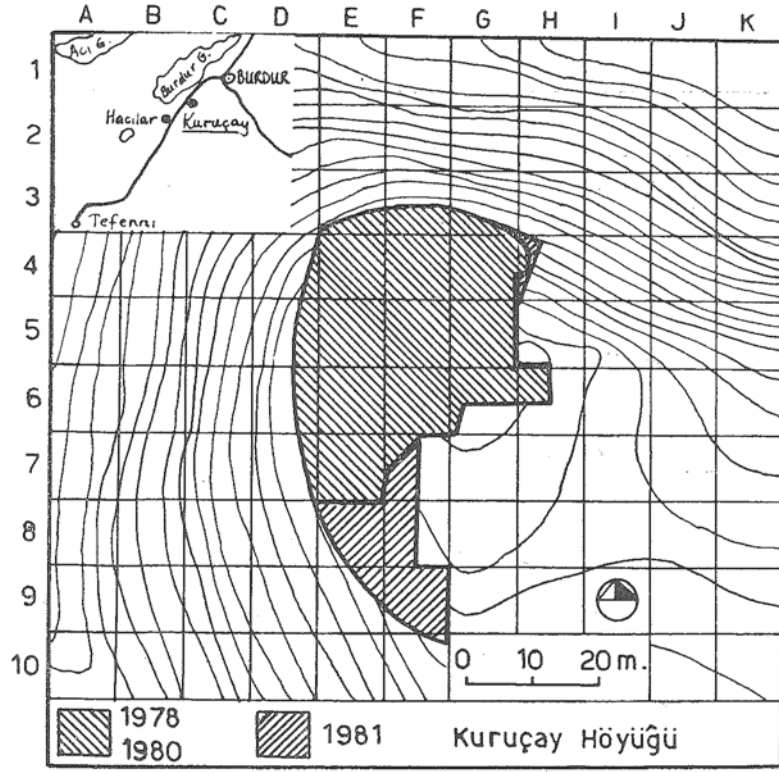 A B C D E F G H I J K
1
2
3
4
5
6
7
8
9
10
Acı G.
Burdur G.
BURDUR
Hacılar
Kuruçay
Tefenni
0 10 20 m.
1978
1980
1981
Kuruçay Höyüğü